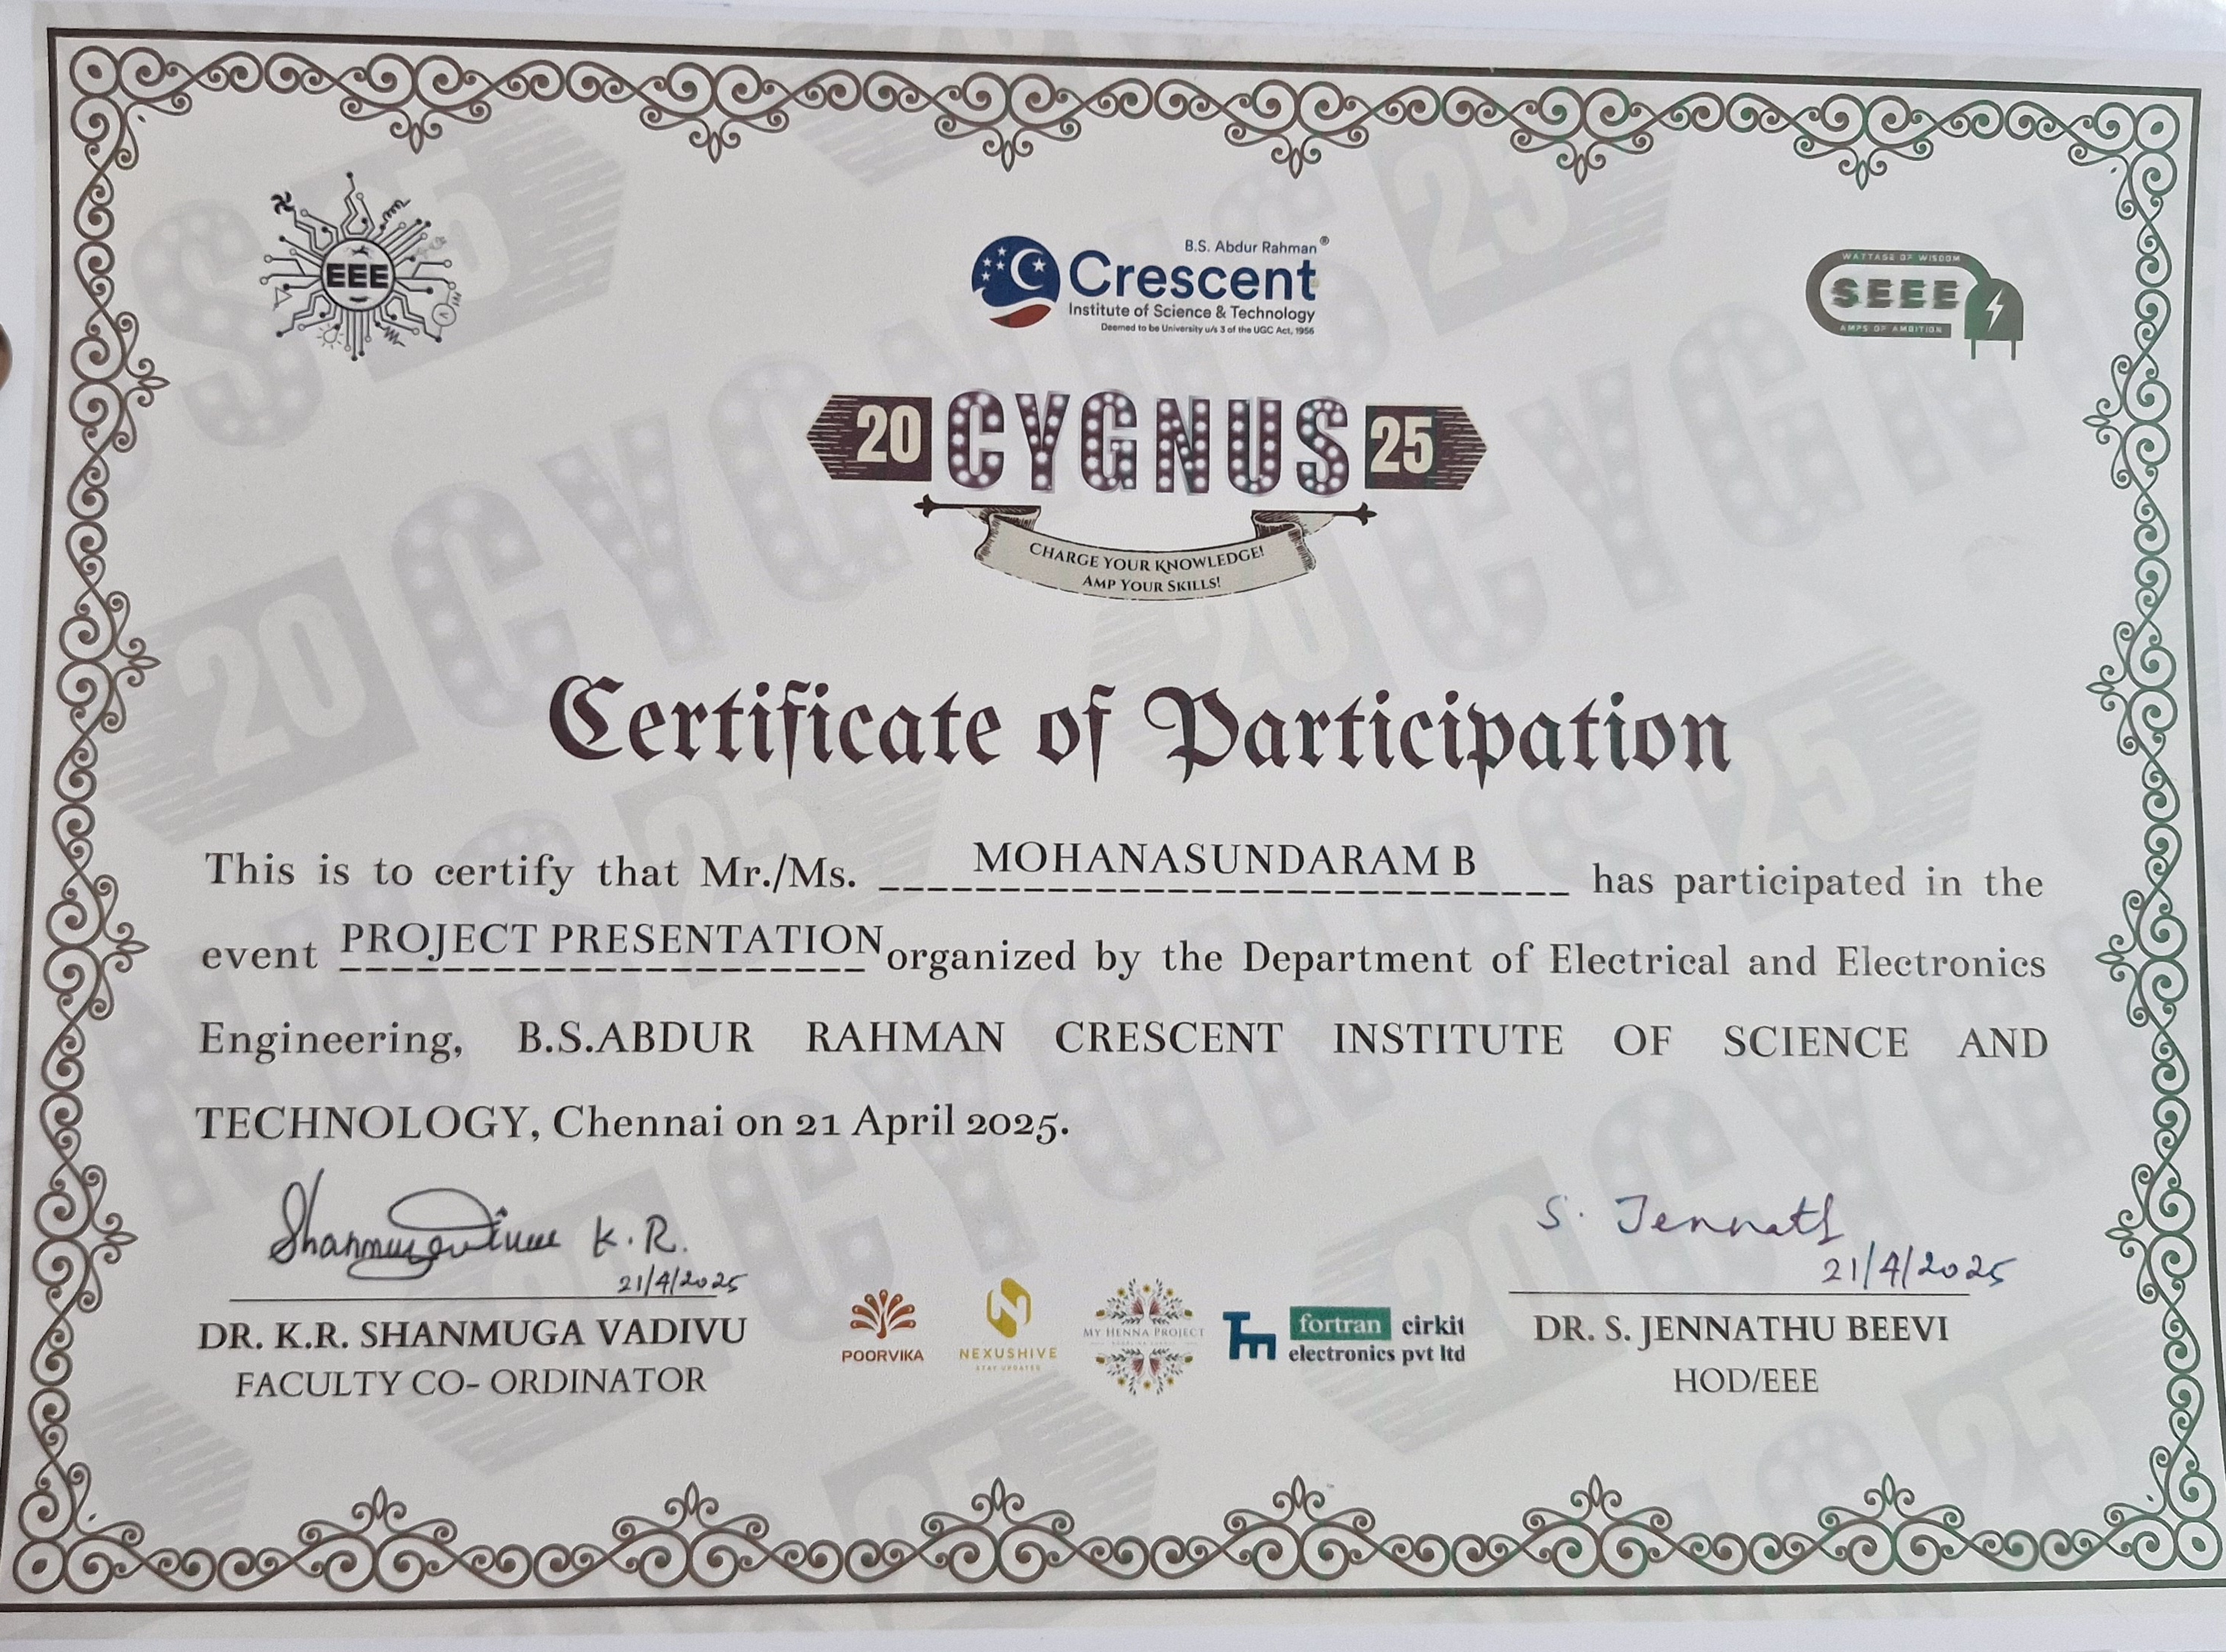 EEE
B.S. Abdur Rahman ®
Crescent
Institute of Science & Technology
Deemed to be University u/s 3 of the UGC Act, 1956
WATTAGE OF WISDOM
SEEE
AMPS OF AMBITION
20 CYGNUS 25
CHARGE YOUR KNOWLEDGE!
AMP YOUR SKILLS!
Certificate of Participation
This is to certify that Mr./Ms. MOHANASUNDARAM B has participated in the
event PROJECT PRESENTATION organized by the Department of Electrical and Electronics
Engineering, B.S.ABDUR RAHMAN CRESCENT INSTITUTE OF SCIENCE AND
TECHNOLOGY, Chennai on 21 April 2025.
K.R.
21/4/2025
DR. K.R. SHANMUGA VADIVU
FACULTY CO- ORDINATOR
POORVIKA
NEXUSHIVE
STAY UPDATED
MY HENNA PROJECT
fortran cirkit
electronics pvt ltd
S. Jennath
21/4/2025
DR. S. JENNATHU BEEVI
HOD/EEE